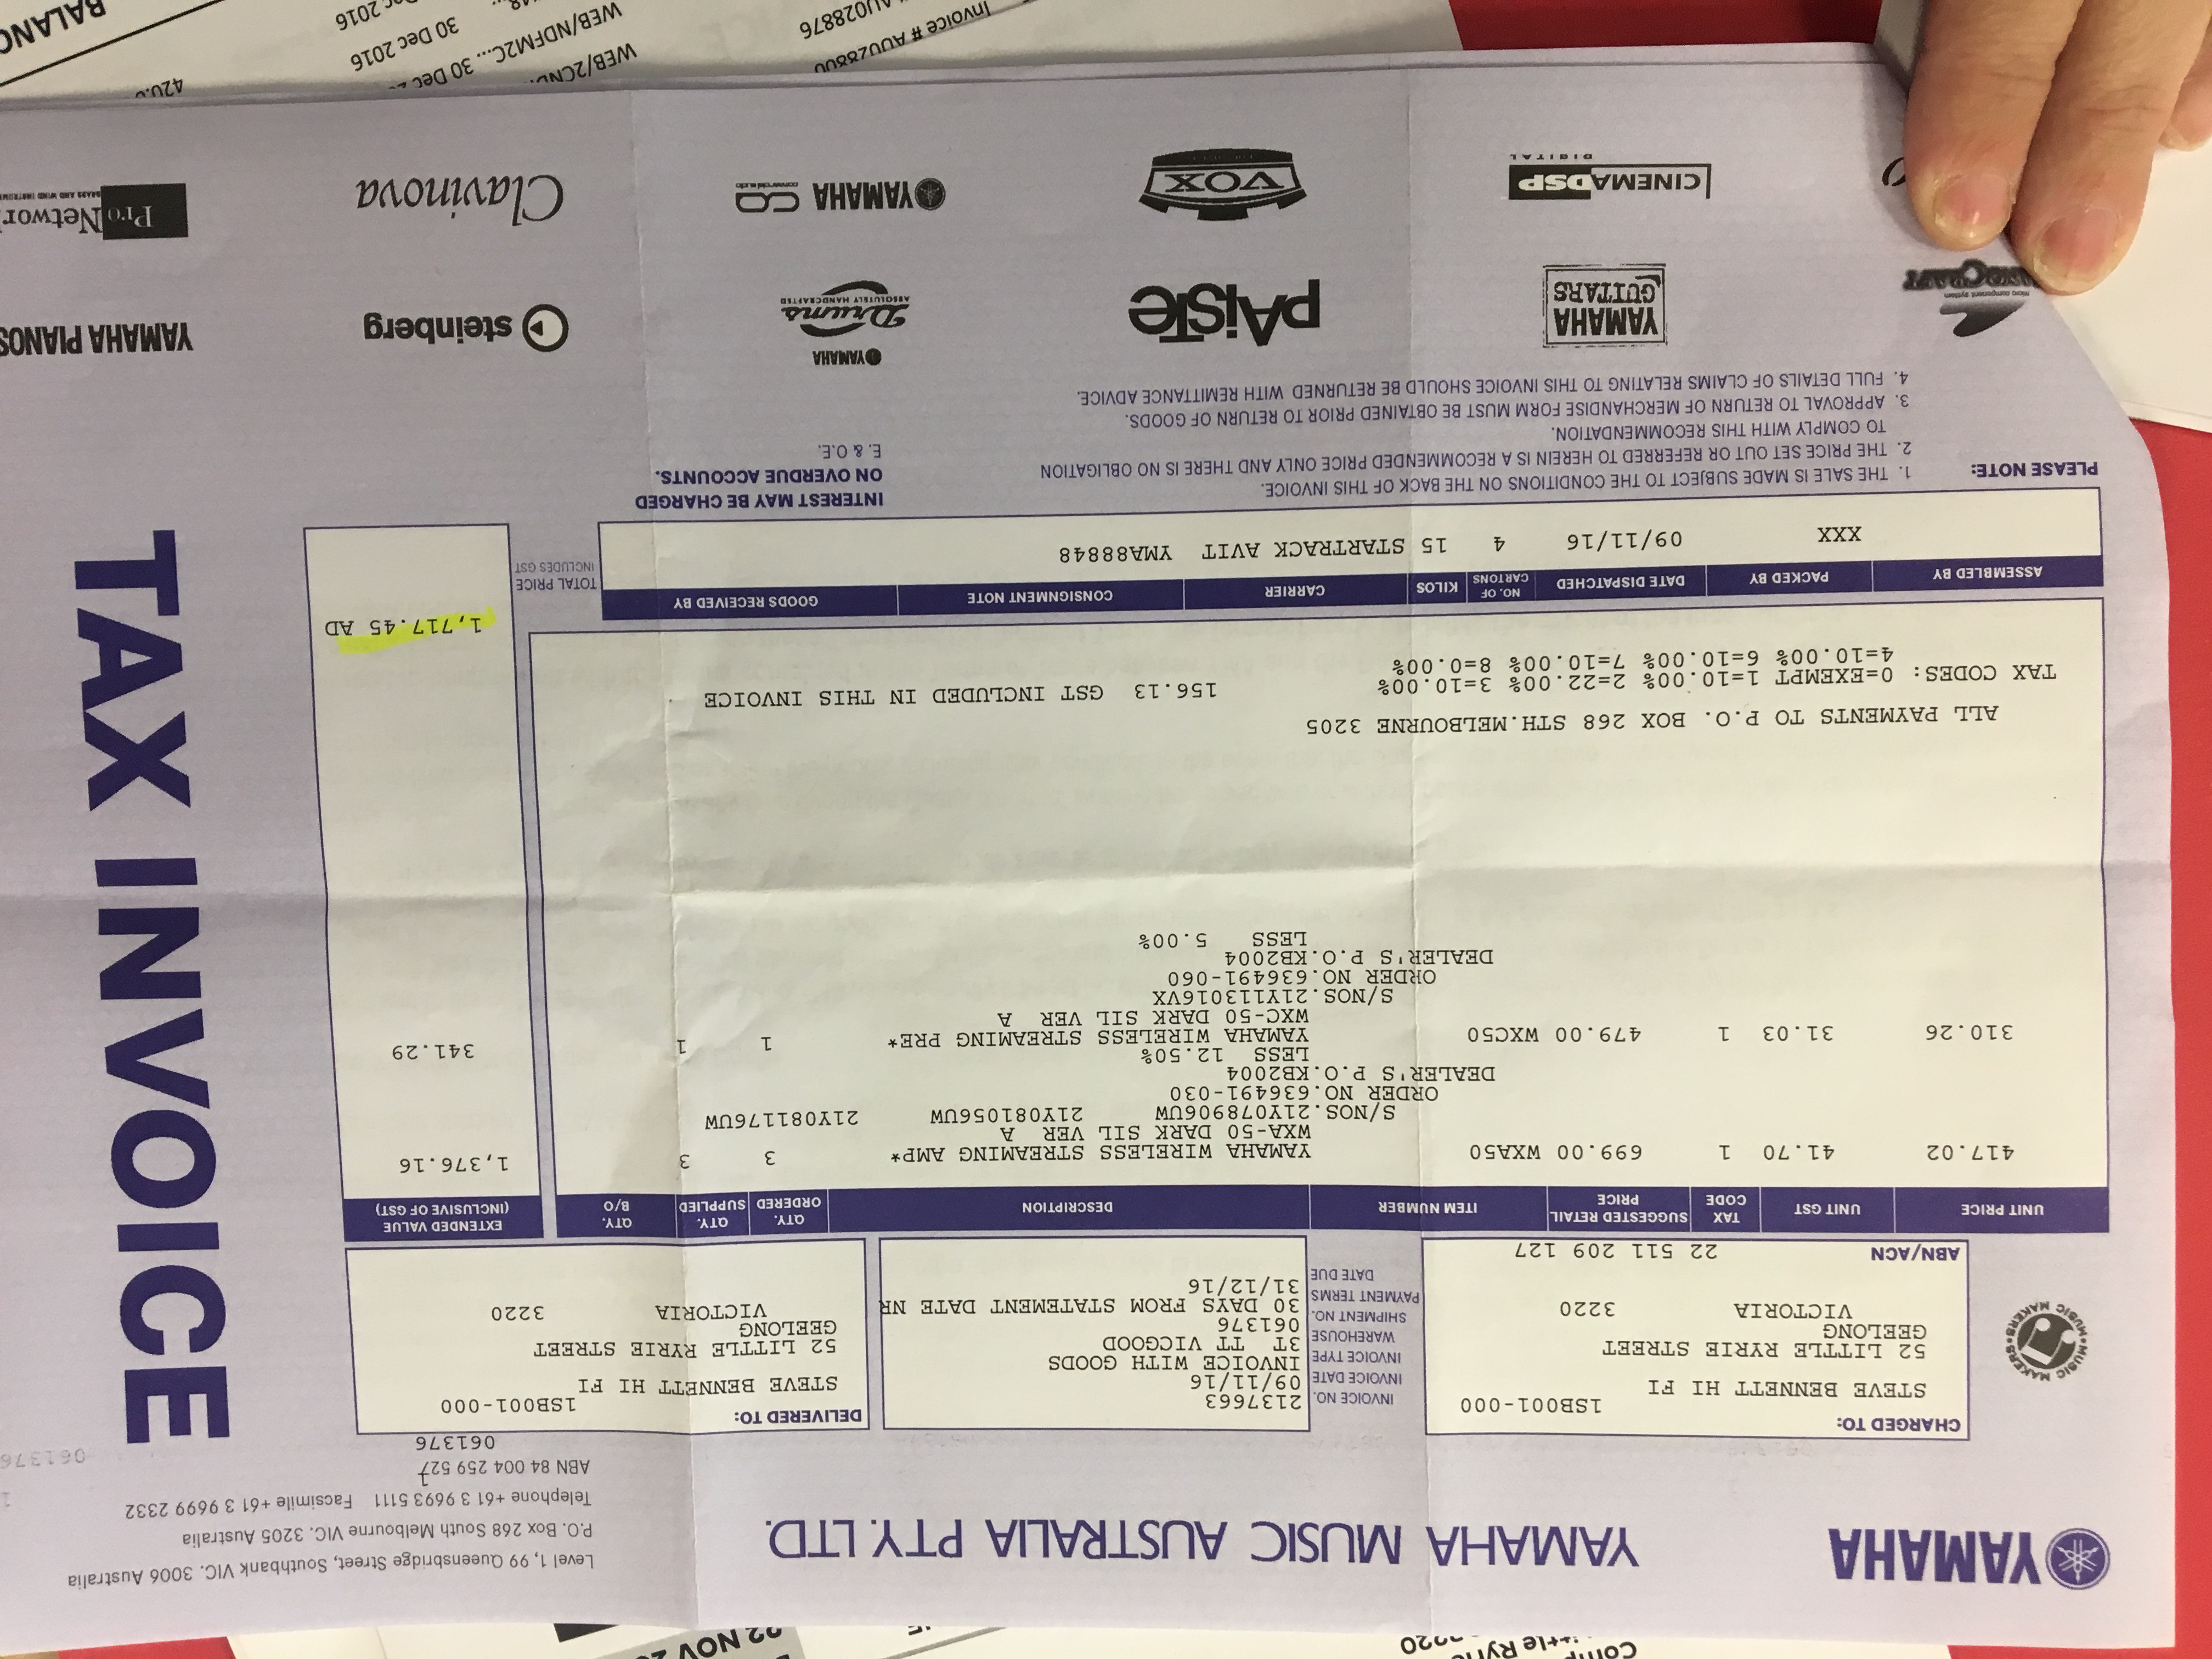 Comp
ittle Ryrie
3220
22 NOV 20
YAMAHA
YAMAHA MUSIC AUSTRALIA PTY. LTD.
Level 1, 99 Queensbridge Street, Southbank VIC. 3006 Australia
P.O. Box 268 South Melbourne VIC. 3205 Australia
Telephone +61 3 9693 5111 Facsimile +61 3 9699 2332
ABN 84 004 259 527
1
061376
061376
MUSIC MAKERS MUSIC MAKERS
CHARGED TO:
1SB001-000
STEVE BENNETT HI FI
52 LITTLE RYRIE STREET
GEELONG
VICTORIA 3220
ABN/ACN 22 511 209 127
INVOICE NO. 2137663
INVOICE DATE 09/11/16
INVOICE TYPE INVOICE WITH GOODS
WAREHOUSE 3T TT VICGOOD
SHIPMENT NO. 061376
PAYMENT TERMS 30 DAYS FROM STATEMENT DATE NR
DATE DUE 31/12/16
DELIVERED TO:
1SB001-000
STEVE BENNETT HI FI
52 LITTLE RYRIE STREET
GEELONG
VICTORIA 3220
TAX INVOICE
UNIT PRICE UNIT GST TAX CODE SUGGESTED RETAIL PRICE ITEM NUMBER DESCRIPTION QTY. ORDERED QTY. SUPPLIED QTY. B/O EXTENDED VALUE (INCLUSIVE OF GST)
417.02 41.70 1 699.00 WXA50 YAMAHA WIRELESS STREAMING AMP* 3 3 1,376.16
WXA-50 DARK SIL VER A
S/NOS.21Y078906UW 21Y081056UW 21Y081176UW
ORDER NO.636491-030
DEALER'S P.O.KB2004
LESS 12.50%
310.26 31.03 1 479.00 WXC50 YAMAHA WIRELESS STREAMING PRE* 1 1 341.29
WXC-50 DARK SIL VER A
S/NOS.21Y113016VX
ORDER NO.636491-060
DEALER'S P.O.KB2004
LESS 5.00%
ALL PAYMENTS TO P.O. BOX 268 STH.MELBOURNE 3205
TAX CODES: 0=EXEMPT 1=10.00% 2=22.00% 3=10.00%
4=10.00% 6=10.00% 7=10.00% 8=0.00%
156.13 GST INCLUDED IN THIS INVOICE
1,717.45 AD
TOTAL PRICE
INCLUDES GST
ASSEMBLED BY PACKED BY DATE DISPATCHED NO. OF CARTONS KILOS CARRIER CONSIGNMENT NOTE GOODS RECEIVED BY
XXX 09/11/16 4 15 STARTRACK AVIT YMA88848
PLEASE NOTE:
1. THE SALE IS MADE SUBJECT TO THE CONDITIONS ON THE BACK OF THIS INVOICE.
2. THE PRICE SET OUT OR REFERRED TO HEREIN IS A RECOMMENDED PRICE ONLY AND THERE IS NO OBLIGATION
TO COMPLY WITH THIS RECOMMENDATION.
3. APPROVAL TO RETURN OF MERCHANDISE FORM MUST BE OBTAINED PRIOR TO RETURN OF GOODS.
4. FULL DETAILS OF CLAIMS RELATING TO THIS INVOICE SHOULD BE RETURNED WITH REMITTANCE ADVICE.
INTEREST MAY BE CHARGED
ON OVERDUE ACCOUNTS.
E. & O.E.
micro component system
YAMAHA
GUITARS
PAiSTe
YAMAHA
Drums
ABSOLUTELY HANDCRAFTED
steinberg
YAMAHA PIANOS
CINEMA DSP
DIGITAL
VOX
YAMAHA CA
commercial audio
Clavinova
Pro Networ
BRASS AND WIND INSTRUM
Invoice # AU028800
AU028876
WEB/2CND
WEB/NDFM2C... 30 Dec 2
30 Dec 2016
Dec 2016
420.0
BALANC